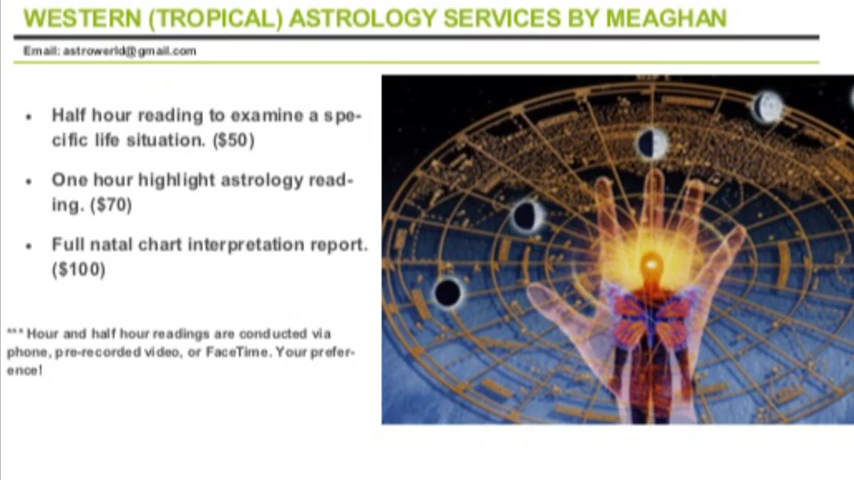 WESTERN (TROPICAL) ASTROLOGY SERVICES BY MEAGHAN
Email: astrowerld@gmail.com
• Half hour reading to examine a spe-
cific life situation. ($50)
• One hour highlight astrology read-
ing. ($70)
• Full natal chart interpretation report.
($100)
***Hour and half hour readings are conducted via
phone, pre-recorded video, or FaceTime. Your prefer-
ence!